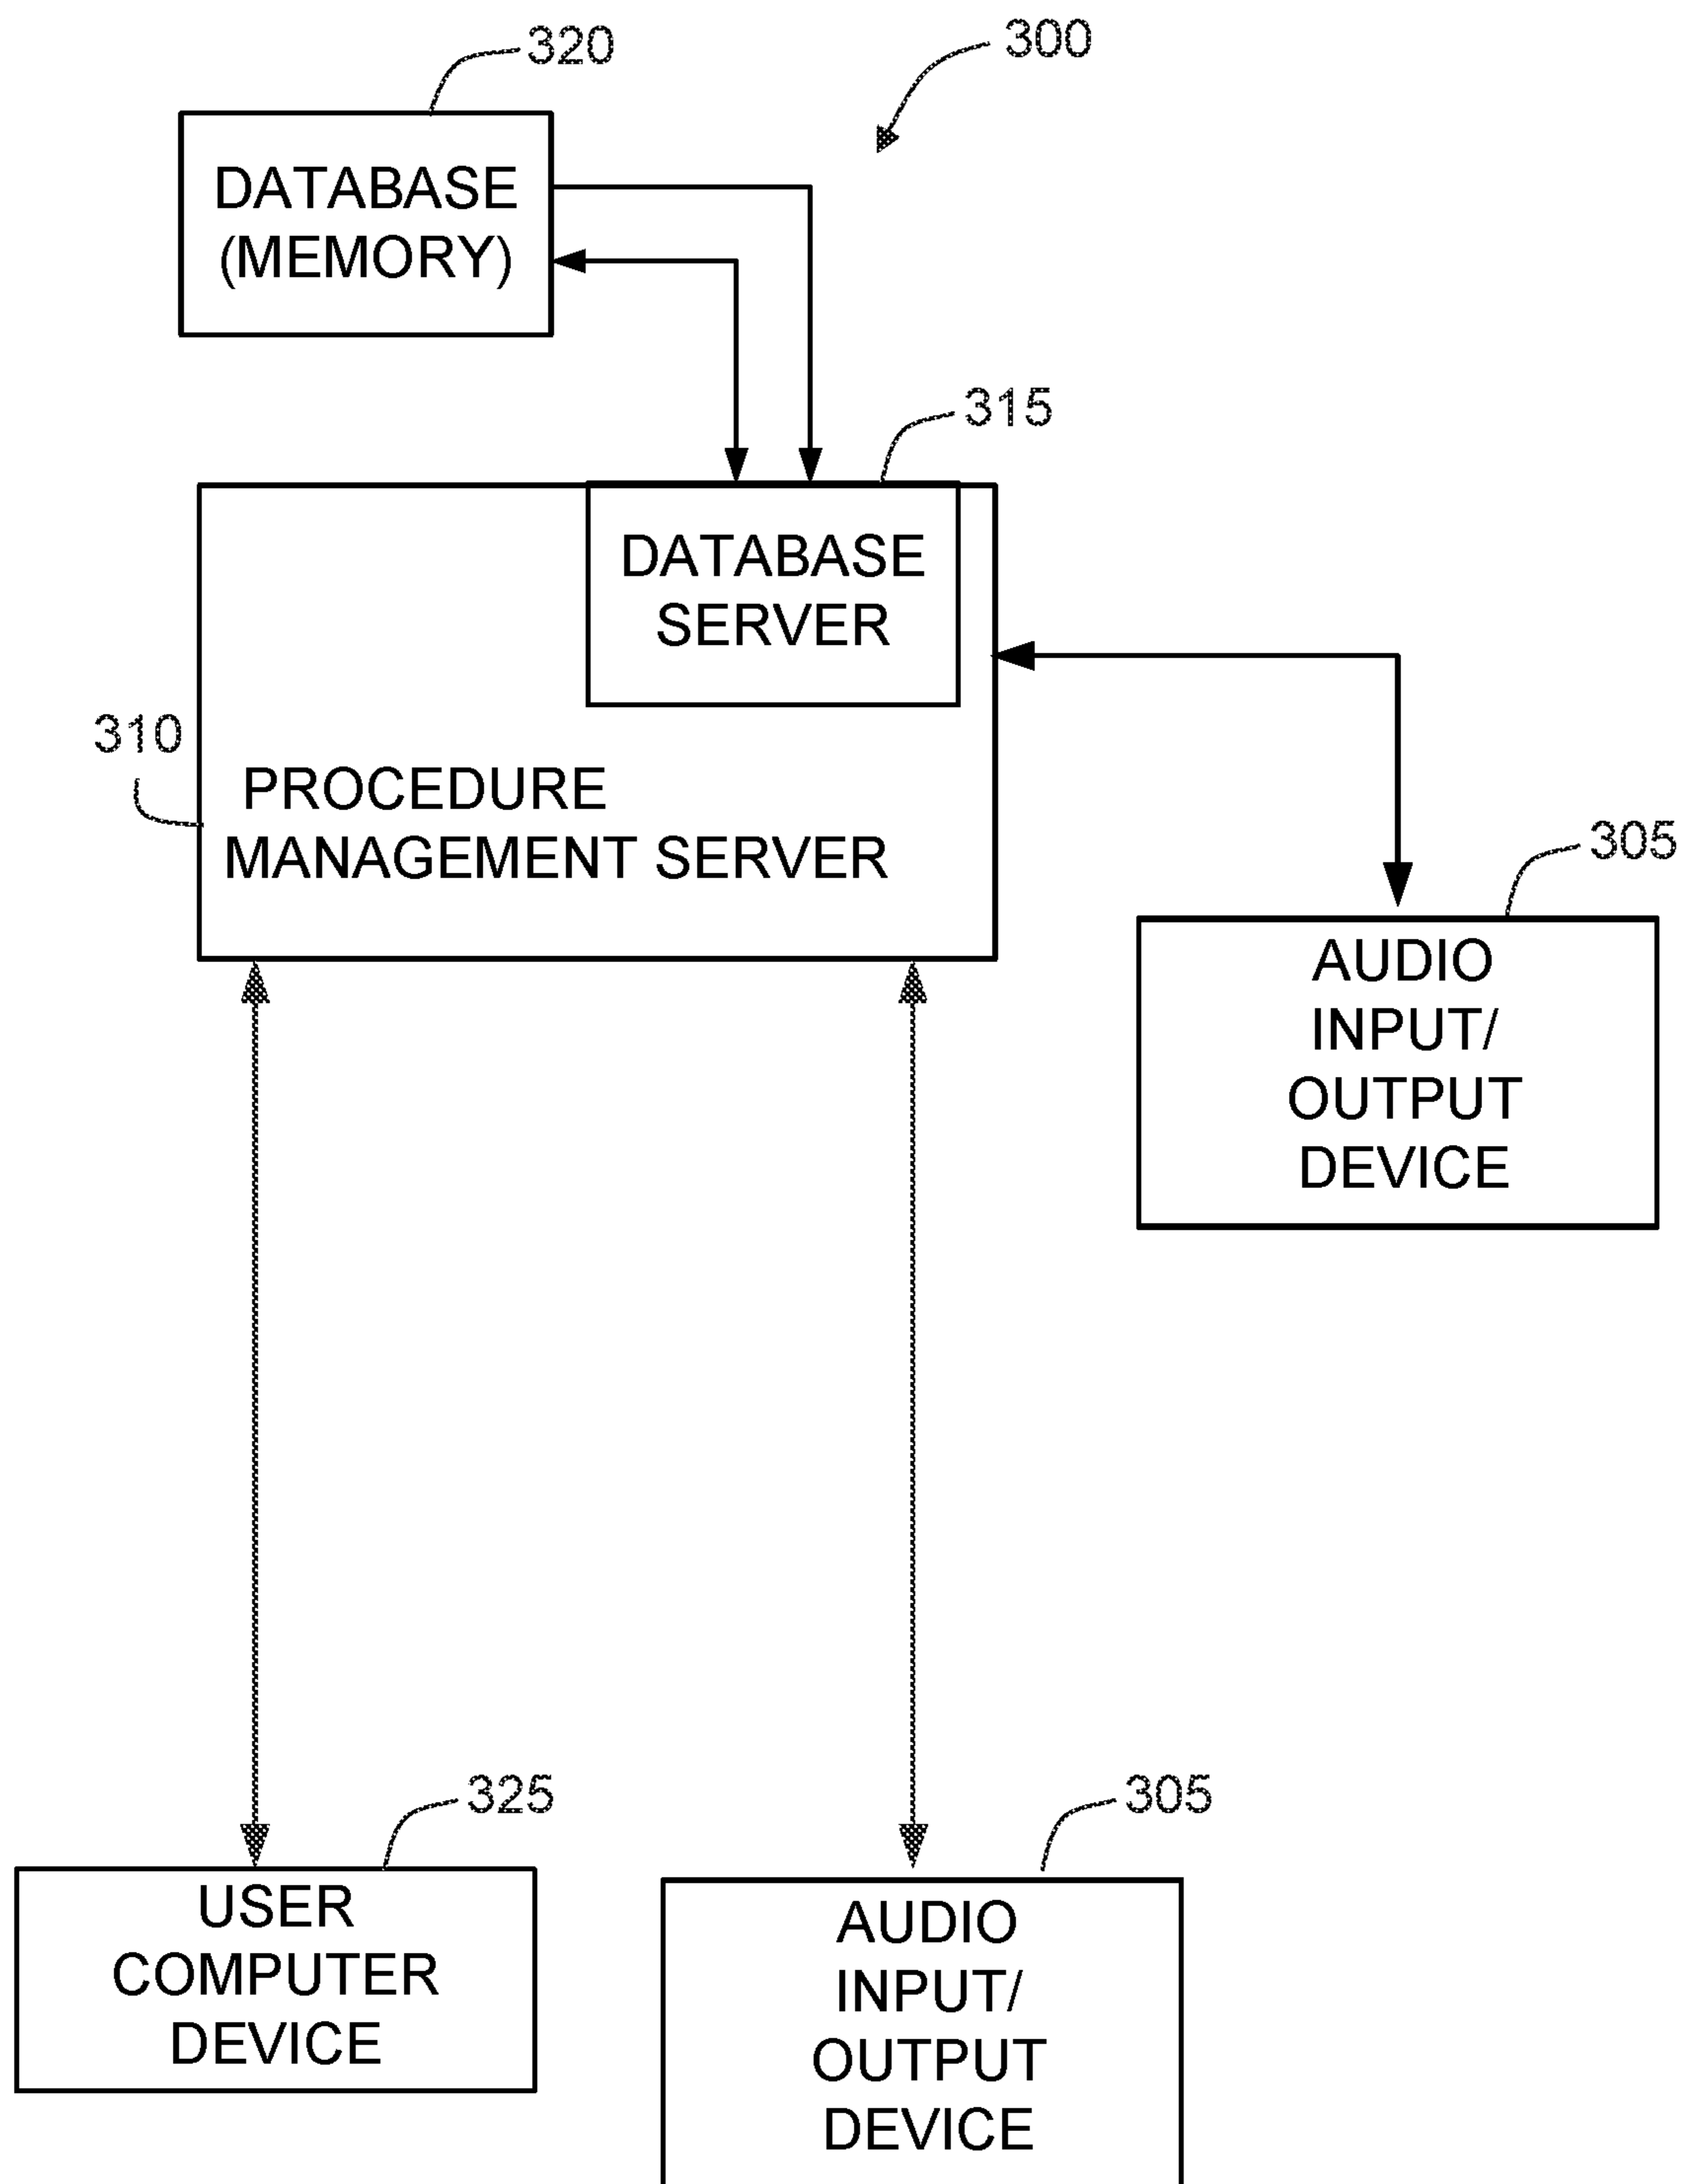 320
300
DATABASE
(MEMORY)
315
DATABASE
SERVER
310
PROCEDURE
MANAGEMENT SERVER
305
AUDIO
INPUT/
OUTPUT
DEVICE
325
305
USER
COMPUTER
DEVICE
AUDIO
INPUT/
OUTPUT
DEVICE